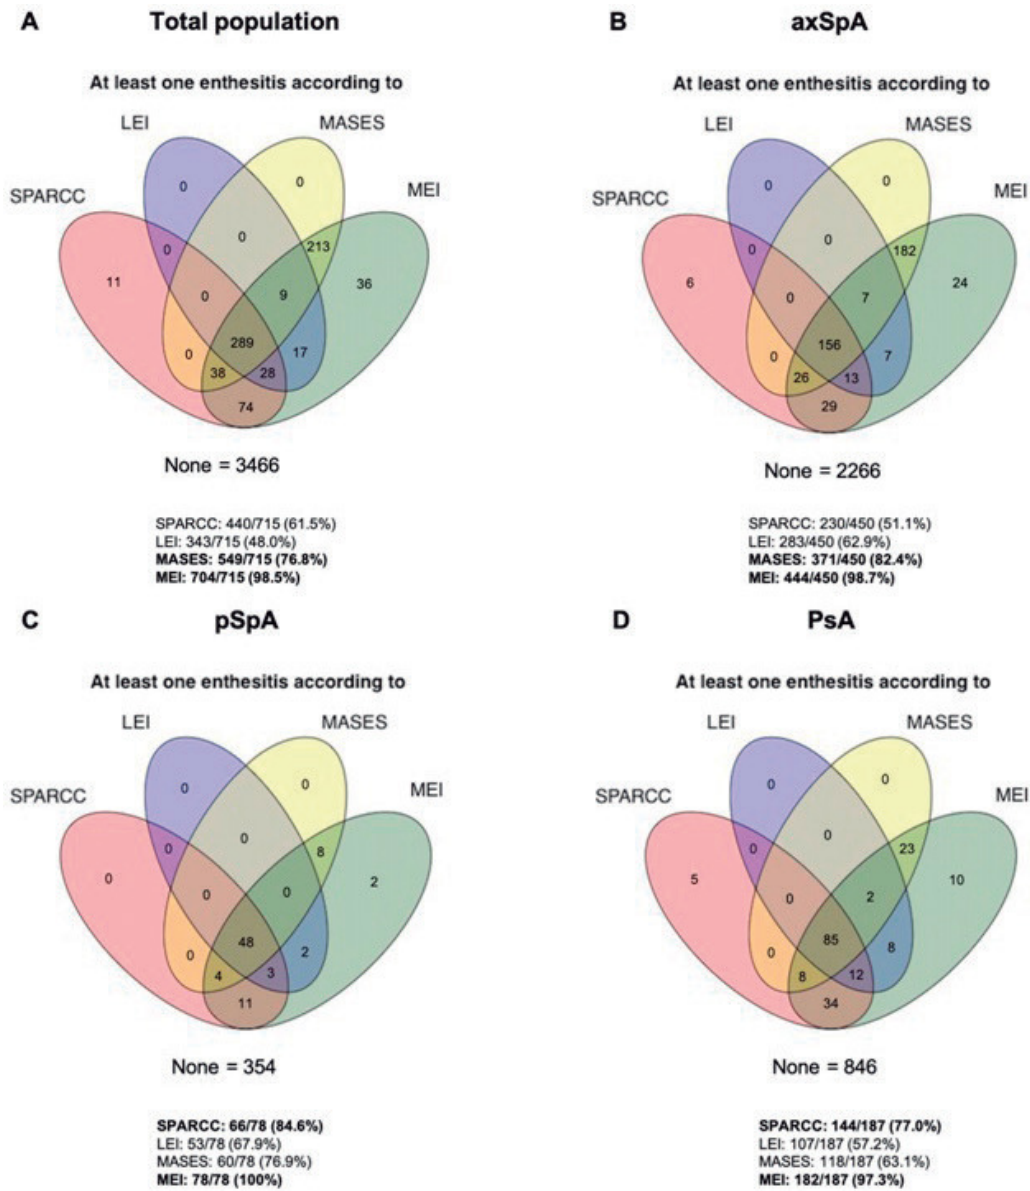 A Total population
At least one enthesitis according to
LEI MASES
SPARCC MEI
0 0
0 0 213
11 0 9 36
289
0 38 28 17
74
None = 3466
SPARCC: 440/715 (61.5%)
LEI: 343/715 (48.0%)
MASES: 549/715 (76.8%)
MEI: 704/715 (98.5%)
B axSpA
At least one enthesitis according to
LEI MASES
SPARCC MEI
0 0
0 0 182
6 0 7 24
156
0 26 13 7
29
None = 2266
SPARCC: 230/450 (51.1%)
LEI: 283/450 (62.9%)
MASES: 371/450 (82.4%)
MEI: 444/450 (98.7%)
C pSpA
At least one enthesitis according to
LEI MASES
SPARCC MEI
0 0
0 0 8
0 0 0 2
48
0 4 3 2
11
None = 354
SPARCC: 66/78 (84.6%)
LEI: 53/78 (67.9%)
MASES: 60/78 (76.9%)
MEI: 78/78 (100%)
D PsA
At least one enthesitis according to
LEI MASES
SPARCC MEI
0 0
0 0 23
5 0 2 10
85
0 8 12 8
34
None = 846
SPARCC: 144/187 (77.0%)
LEI: 107/187 (57.2%)
MASES: 118/187 (63.1%)
MEI: 182/187 (97.3%)